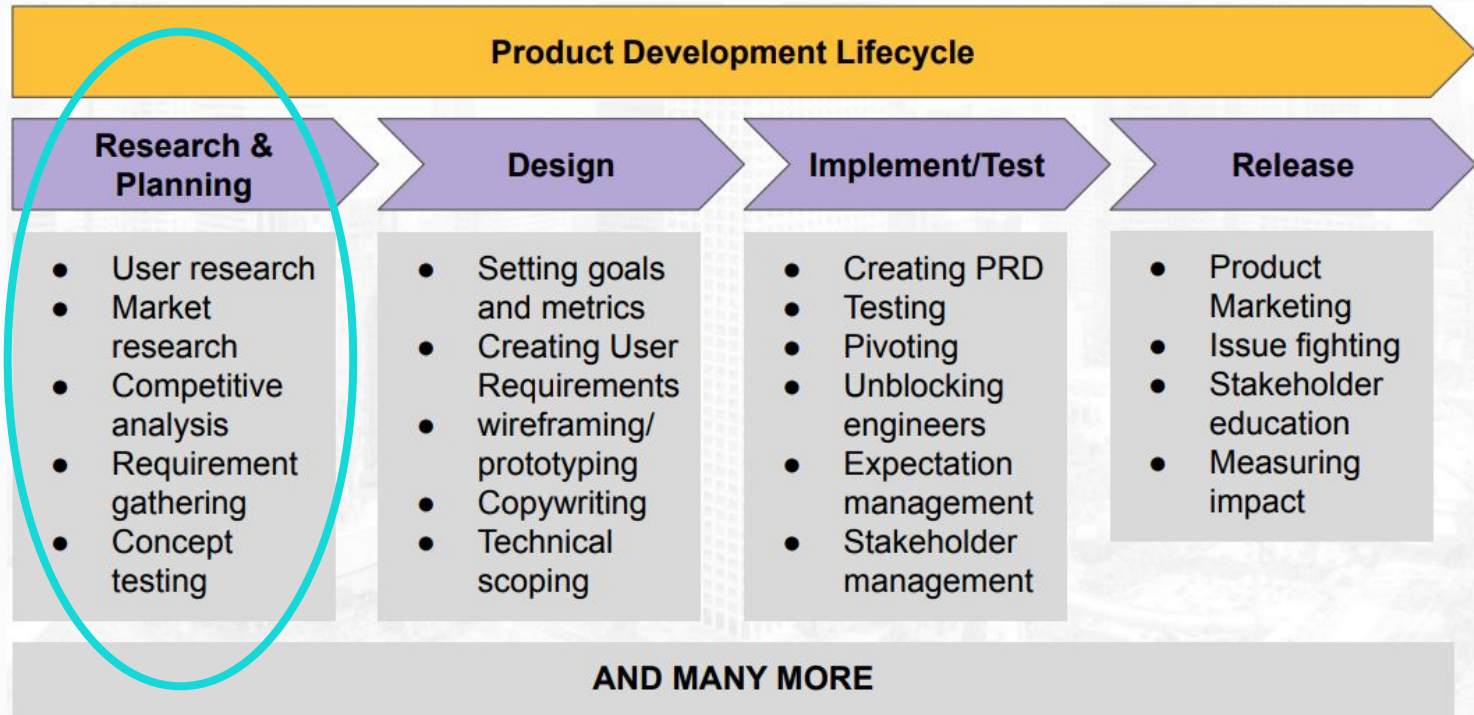 Product Development Lifecycle
Research &
Planning
Design
Implement/Test
Release
● User research
● Market
research
● Competitive
analysis
● Requirement
gathering
● Concept
testing
● Setting goals
and metrics
● Creating User
Requirements
● wireframing/
prototyping
● Copywriting
● Technical
scoping
● Creating PRD
● Testing
● Pivoting
● Unblocking
engineers
● Expectation
management
● Stakeholder
management
● Product
Marketing
● Issue fighting
● Stakeholder
education
● Measuring
impact
AND MANY MORE